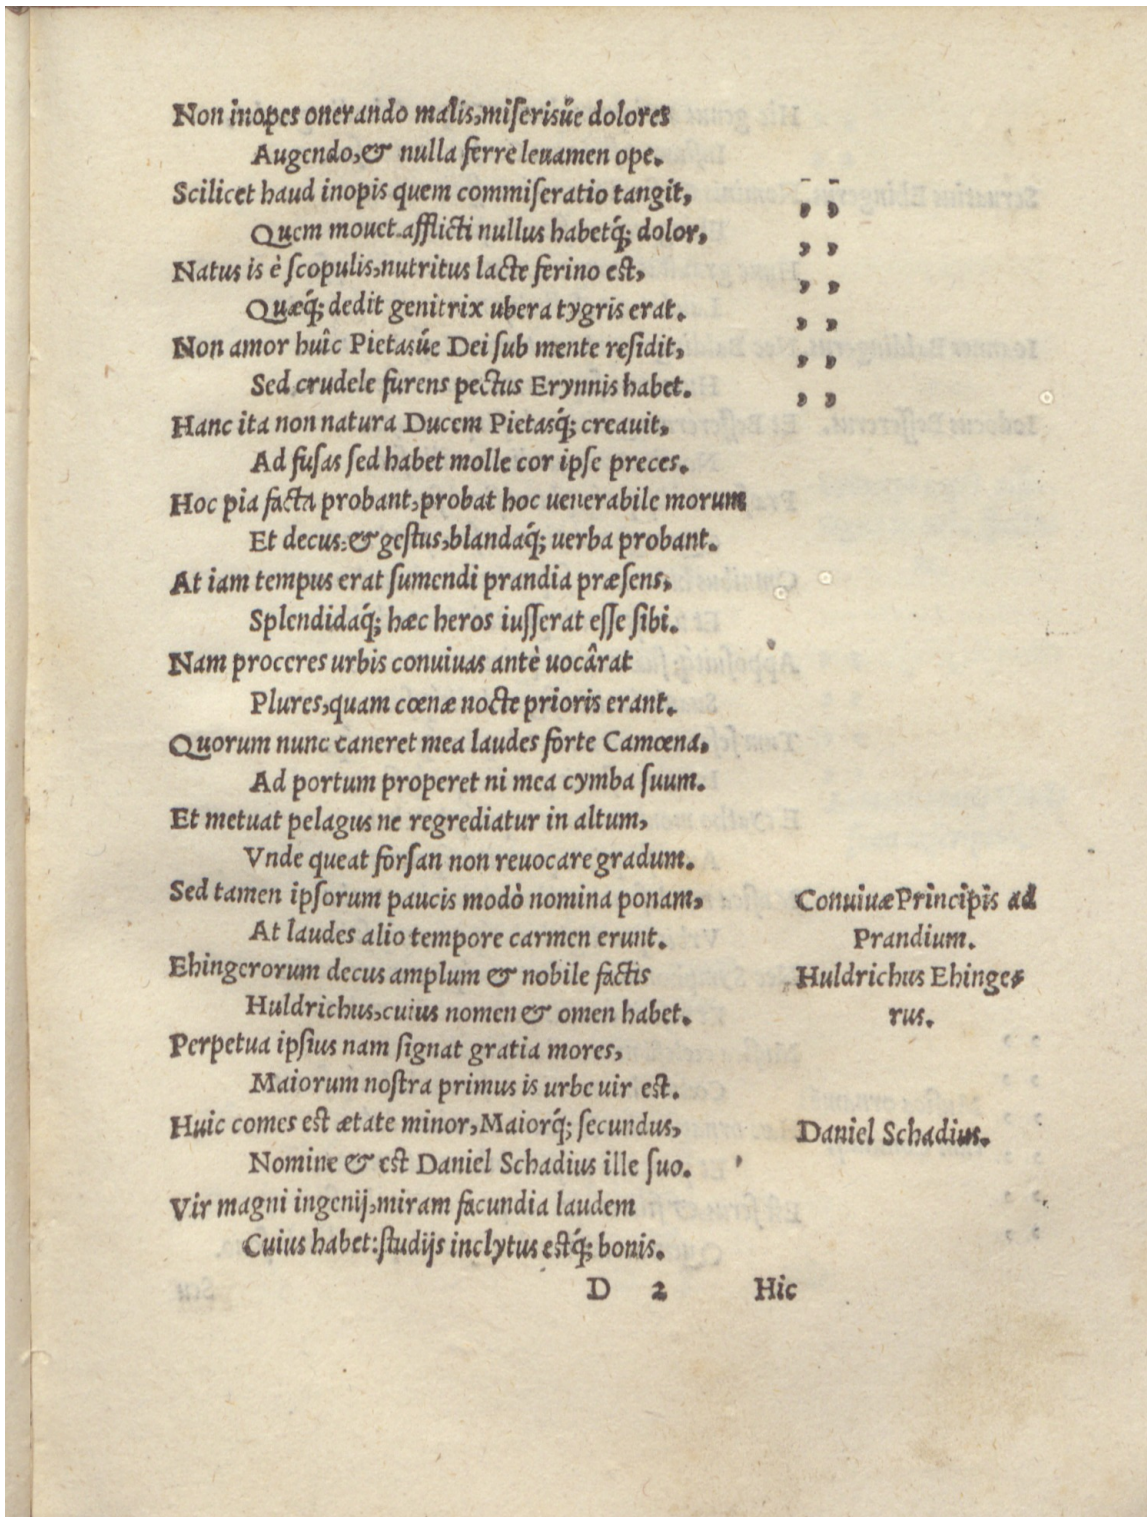 Non inopes onerando malis, miſerisúe dolores
Augendo, & nulla ferre leuamen ope.
Scilicet haud inopis quem commiſeratio tangit,
Quem mouet afflicti nullus habetq́; dolor,
Natus is è ſcopulis, nutritus lacte ferino eſt,
Quæq́; dedit genitrix ubera tygris erat.
Non amor huîc Pietasúe Dei ſub mente reſidit,
Sed crudele furens pectus Erynnis habet.
Hanc ita non natura Ducem Pietasq́; creauit,
Ad fuſas ſed habet molle cor ipſe preces.
Hoc pia facta probant, probat hoc uenerabile morum
Et decus: & geſtus, blandaq́; uerba probant.
At iam tempus erat ſumendi prandia præſens,
Splendidaq́; hæc heros iuſſerat eſſe ſibi.
Nam proceres urbis conuiuas antè uocârat
Plures, quam cœnæ nocte prioris erant.
Quorum nunc caneret mea laudes forte Camœna,
Ad portum properet ni mea cymba ſuum.
Et metuat pelagus ne regrediatur in altum,
Vnde queat forſan non reuocare gradum.
Sed tamen ipſorum paucis modò nomina ponam,
At laudes alio tempore carmen erunt.
Ehingerorum decus amplum & nobile factis
Huldrichus, cuius nomen & omen habet.
Perpetua ipſius nam ſignat gratia mores,
Maiorum noſtra primus is urbe uir eſt.
Huic comes eſt ætate minor, Maiorq́; ſecundus,
Nomine & eſt Daniel Schadius ille ſuo.
Vir magni ingenij, miram facundia laudem
Cuius habet: ſtudijs inclytus eſtq́; bonis.
Conuiuæ Principis ad
Prandium.
Huldrichus Ehinge-
rus.
Daniel Schadius.
D 2 Hic